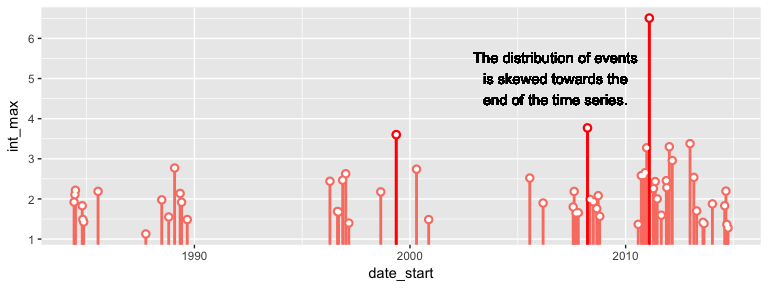 6
The distribution of events
5
is skewed towards the
end of the time series.
4
int_max
3
2
1
1990
2000
2010
date_start